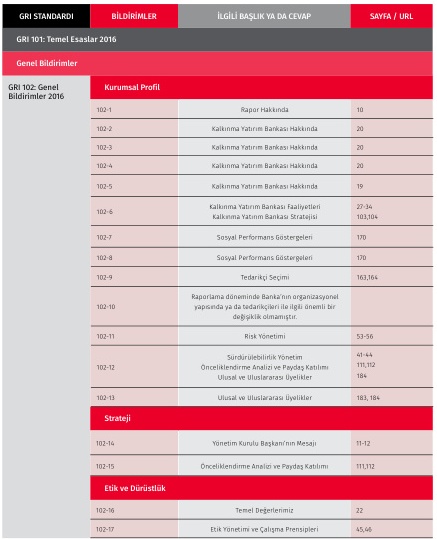 GRI STANDARDI BİLDİRİMLER İLGİLİ BAŞLIK YA DA CEVAP SAYFA / URL
GRI 101: Temel Esaslar 2016
Genel Bildirimler
GRI 102: Genel
Bildirimler 2016
Kurumsal Profil
102-1 Rapor Hakkında 10
102-2 Kalkınma Yatırım Bankası Hakkında 20
102-3 Kalkınma Yatırım Bankası Hakkında 20
102-4 Kalkınma Yatırım Bankası Hakkında 20
102-5 Kalkınma Yatırım Bankası Hakkında 19
102-6
Kalkınma Yatırım Bankası Faaliyetleri 27-34
Kalkınma Yatırım Bankası Stratejisi 103,104
102-7 Sosyal Performans Göstergeleri 170
102-8 Sosyal Performans Göstergeleri 170
102-9 Tedarikçi Seçimi 163,164
102-10
Raporlama döneminde Banka'nın organizasyonel
yapısında ya da tedarikçileri ile ilgili önemli bir
değişiklik olmamıştır.
102-11 Risk Yönetimi 53-56
102-12
Sürdürülebilirlik Yönetim 41-44
Önceliklendirme Analizi ve Paydaş Katılımı 111,112
Ulusal ve Uluslararası Üyelikler 184
102-13 Ulusal ve Uluslararası Üyelikler 183, 184
Strateji
102-14 Yönetim Kurulu Başkanı'nın Mesajı 11-12
102-15 Önceliklendirme Analizi ve Paydaş Katılımı 111,112
Etik ve Dürüstlük
102-16 Temel Değerlerimiz 22
102-17 Etik Yönetimi ve Çalışma Prensipleri 45,46